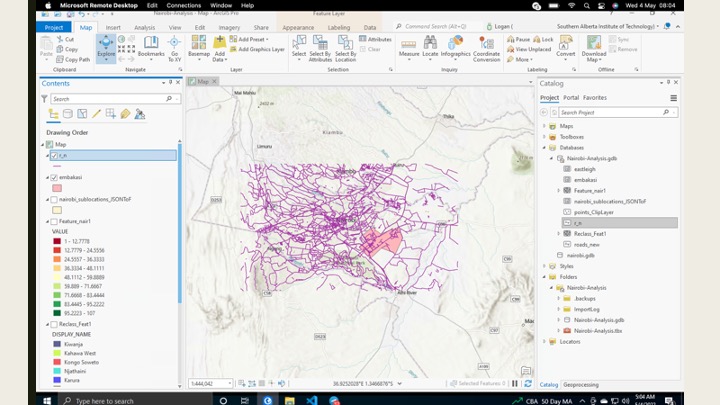 Microsoft Remote Desktop Edit Connections Window Help
Wed 4 May 08:04
Nairobi-Analysis - Map - ArcGIS Pro
Feature Layer
Project Map Insert Analysis View Edit Imagery Share Appearance Labeling Data
Command Search (Alt+Q)
Southern Alberta Institute of Technology)
Paste
Cut
Copy
Copy Path
Clipboard
Explore
Bookmarks
Go To XY
Navigate
Basemap
Add Data
Add Preset
Add Graphics Layer
Layer
Select
Select By Attributes
Select By Location
Attributes
Clear
Selection
Measure
Locate
Infographics
Coordinate Conversion
Inquiry
Pause
Lock
View Unplaced
More
Convert
Labeling
Download Map
Sync
Remove
Offline
Contents
Search
Drawing Order
Map
r_n
embakasi
nairobi_sublocations_JSONToF
Feature_nair1
VALUE
1 - 12.7778
12.7779 - 24.5556
24.5557 - 36.3333
36.3334 - 48.1111
48.1112 - 59.8889
59.889 - 71.6667
71.6668 - 83.4444
83.4445 - 95.2222
95.2223 - 107
Reclass_Feat1
DISPLAY_NAME
Kiwanja
Kahawa West
Kongo Soweto
Njathaini
Karura
Map
Mai Mahiu
2432 m
Kiambu
Thika
Limuru
Athi River
1:444,042
36.9252028°E 1.3466876°S
Selected Features: 0
Catalog
Project Portal Favorites
Search Project
Maps
Toolboxes
Databases
Nairobi-Analysis.gdb
eastleigh
embakasi
Feature_nair1
nairobi_sublocations_JSONToF
points_ClipLayer
r_n
Reclass_Feat1
roads_new
nairobi.gdb
Styles
Folders
Nairobi-Analysis
.backups
ImportLog
Nairobi-Analysis.gdb
Nairobi-Analysis.tbx
Locators
Catalog Geoprocessing
Type here to search
CBA 50 Day MA
5:04 AM